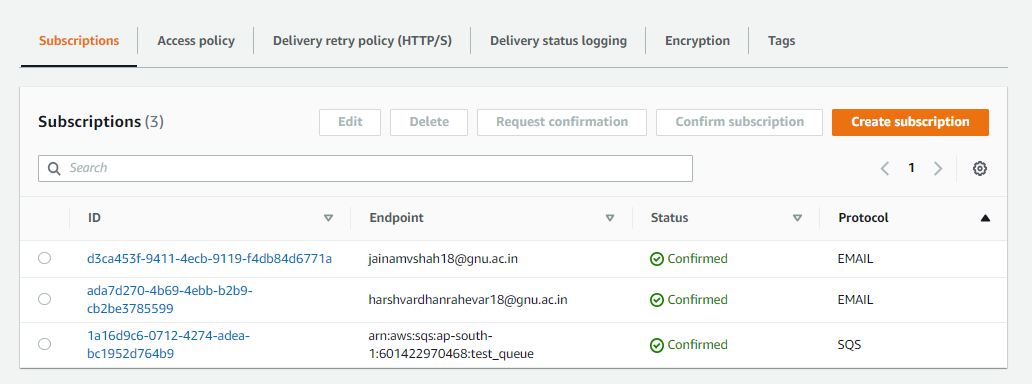 Subscriptions Access policy Delivery retry policy (HTTP/S) Delivery status logging Encryption Tags
Subscriptions (3) Edit Delete Request confirmation Confirm subscription Create subscription
Search 1
ID Endpoint Status Protocol
d3ca453f-9411-4ecb-9119-f4db84d6771a jainamvshah18@gnu.ac.in Confirmed EMAIL
ada7d270-4b69-4ebb-b2b9-
cb2be3785599 harshvardhanrahevar18@gnu.ac.in Confirmed EMAIL
1a16d9c6-0712-4274-adea- arn:aws:sqs:ap-south-
bc1952d764b9 1:601422970468:test_queue Confirmed SQS